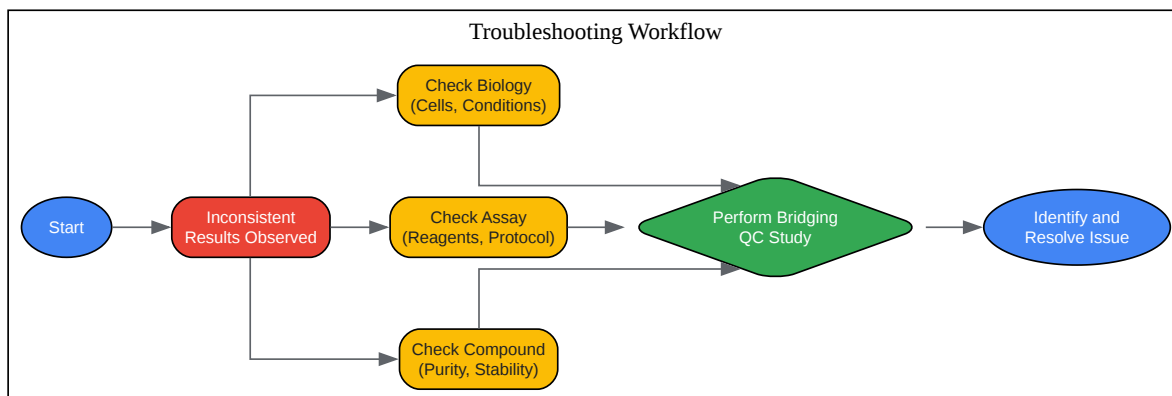 Troubleshooting Workflow
Check Biology
(Cells, Conditions)
Start
Inconsistent
Results Observed
Check Assay
(Reagents, Protocol)
Perform Bridging
QC Study
Identify and
Resolve Issue
Check Compound
(Purity, Stability)